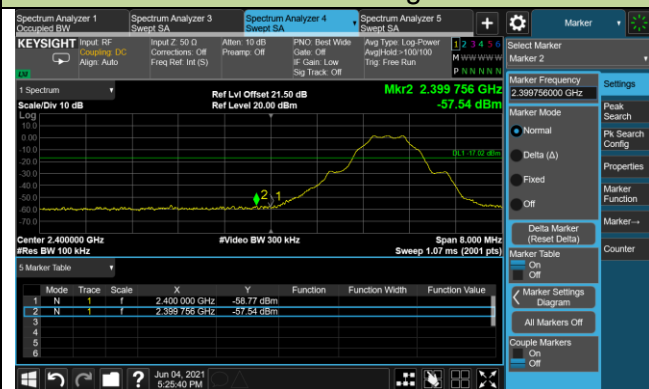 Spectrum Analyzer 1
Occupied BW
Spectrum Analyzer 3
Swept SA
Spectrum Analyzer 4
Swept SA
Spectrum Analyzer 5
Swept SA
+
Marker
KEYSIGHT
Input: RF
Coupling: DC
Align: Auto
Input Z: 50 Ω
Corrections: Off
Freq Ref: Int (S)
Atten: 10 dB
Preamp: Off
PNO: Best Wide
Gate: Off
IF Gain: Low
Sig Track: Off
Avg Type: Log-Power
Avg|Hold:>100/100
Trig: Free Run
1 2 3 4 5 6
M W W W W W
P N N N N N
LM
Select Marker
Marker 2
1 Spectrum
Scale/Div 10 dB
Log
Ref Lvl Offset 21.50 dB
Ref Level 20.00 dBm
Mkr2 2.399 756 GHz
-57.54 dBm
10.0
0.00
-10.0
-20.0
-30.0
-40.0
-50.0
-60.0
-70.0
DL1 -17.02 dBm
2
1
Center 2.400000 GHz
#Res BW 100 kHz
#Video BW 300 kHz
Span 8.000 MHz
Sweep 1.07 ms (2001 pts)
5 Marker Table
Mode Trace Scale X Y Function Function Width Function Value
1 N 1 f 2.400 000 GHz -58.77 dBm
2 N 1 f 2.399 756 GHz -57.54 dBm
3
4
5
6
Marker Frequency
2.399756000 GHz
Marker Mode
Normal
Delta (Δ)
Fixed
Off
Delta Marker
(Reset Delta)
Marker Table
On
Off
Marker Settings
Diagram
All Markers Off
Couple Markers
On
Off
Settings
Peak
Search
Pk Search
Config
Properties
Marker
Function
Marker→
Counter
?
Jun 04, 2021
5:25:40 PM